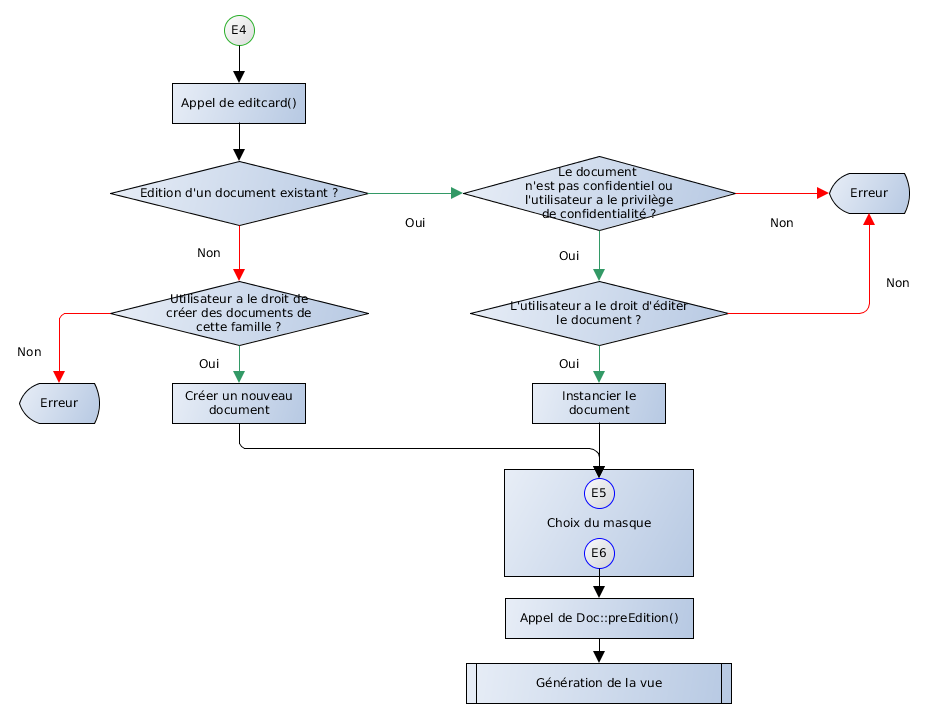 E4
Appel de editcard()
Edition d'un document existant ?
Oui
Le document
n'est pas confidentiel ou
l'utilisateur a le privilège
de confidentialité ?
Non
Erreur
Non
Oui
Utilisateur a le droit de
créer des documents de
cette famille ?
L'utilisateur a le droit d'éditer
le document ?
Non
Non
Oui
Oui
Erreur
Créer un nouveau
document
Instancier le
document
E5
Choix du masque
E6
Appel de Doc::preEdition()
Génération de la vue